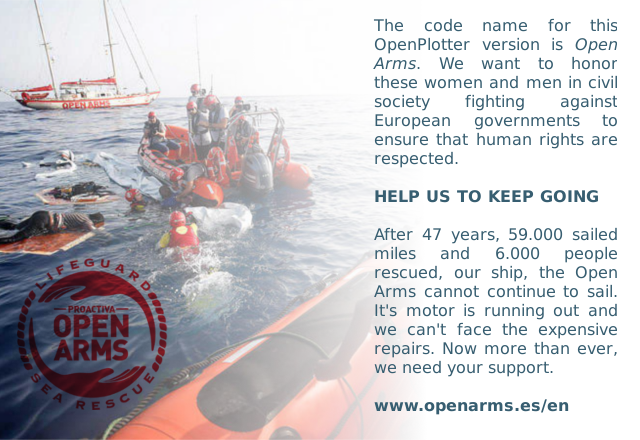 The code name for this
OpenPlotter version is Open
Arms. We want to honor
these women and men in civil
society fighting against
European governments to
ensure that human rights are
respected.
HELP US TO KEEP GOING
After 47 years, 59.000 sailed
miles and 6.000 people
rescued, our ship, the Open
Arms cannot continue to sail.
It's motor is running out and
we can't face the expensive
repairs. Now more than ever,
we need your support.
www.openarms.es/en
OPEN ARMS
LIFEGUARD
PROACTIVA
OPEN
ARMS
SEA RESCUE